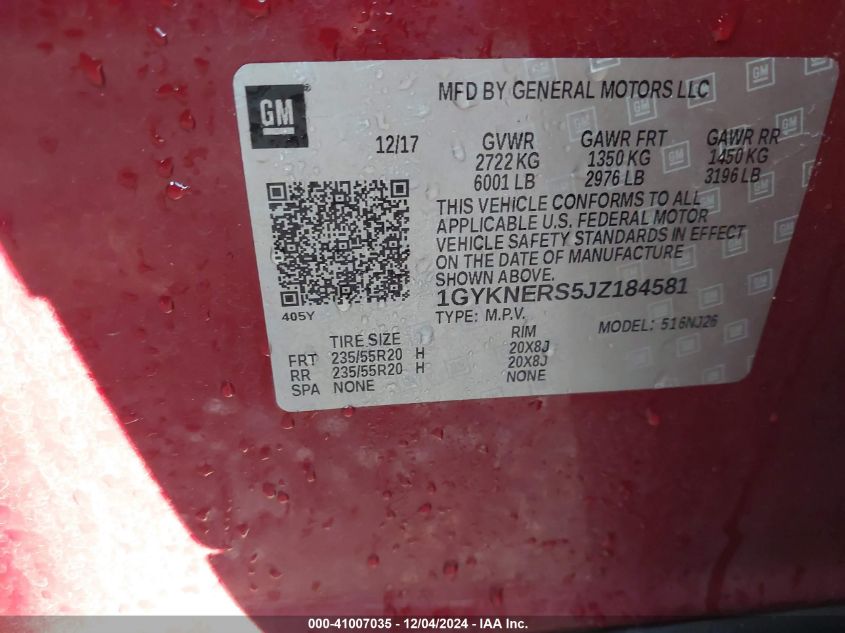 GM
MFD BY GENERAL MOTORS LLC
12/17 GVWR GAWR FRT GAWR RR
2722 KG 1350 KG 1450 KG
6001 LB 2976 LB 3196 LB
THIS VEHICLE CONFORMS TO ALL
APPLICABLE U.S. FEDERAL MOTOR
VEHICLE SAFETY STANDARDS IN EFFECT
ON THE DATE OF MANUFACTURE
SHOWN ABOVE.
1GYKNERS5JZ184581
405Y
TYPE: M.P.V. MODEL: 516NJ26
TIRE SIZE RIM
FRT 235/55R20 H 20X8J
RR 235/55R20 H 20X8J
SPA NONE NONE
000-41007035 - 12/04/2024 - IAA Inc.